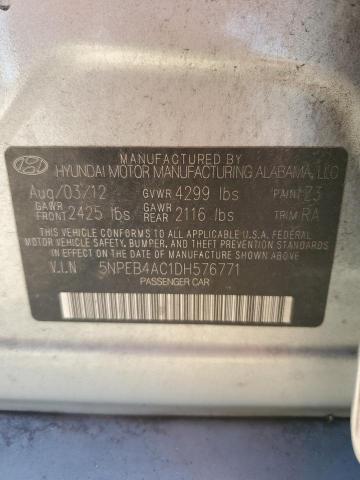 MANUFACTURED BY
HYUNDAI MOTOR MANUFACTURING ALABAMA, LLC
Aug/03/12 GVWR 4299 lbs PAINT
GAWR FRONT 2425 lbs GAWR REAR 2116 lbs TRIM RA
THIS VEHICLE CONFORMS TO ALL APPLICABLE U.S.A. FEDERAL
MOTOR VEHICLE SAFETY, BUMPER, AND THEFT PREVENTION
STANDARDS IN EFFECT ON THE DATE OF MANUFACTURE SHOWN ABOVE.
V.I.N 5NPEB4AC1DH576771
PASSENGER CAR